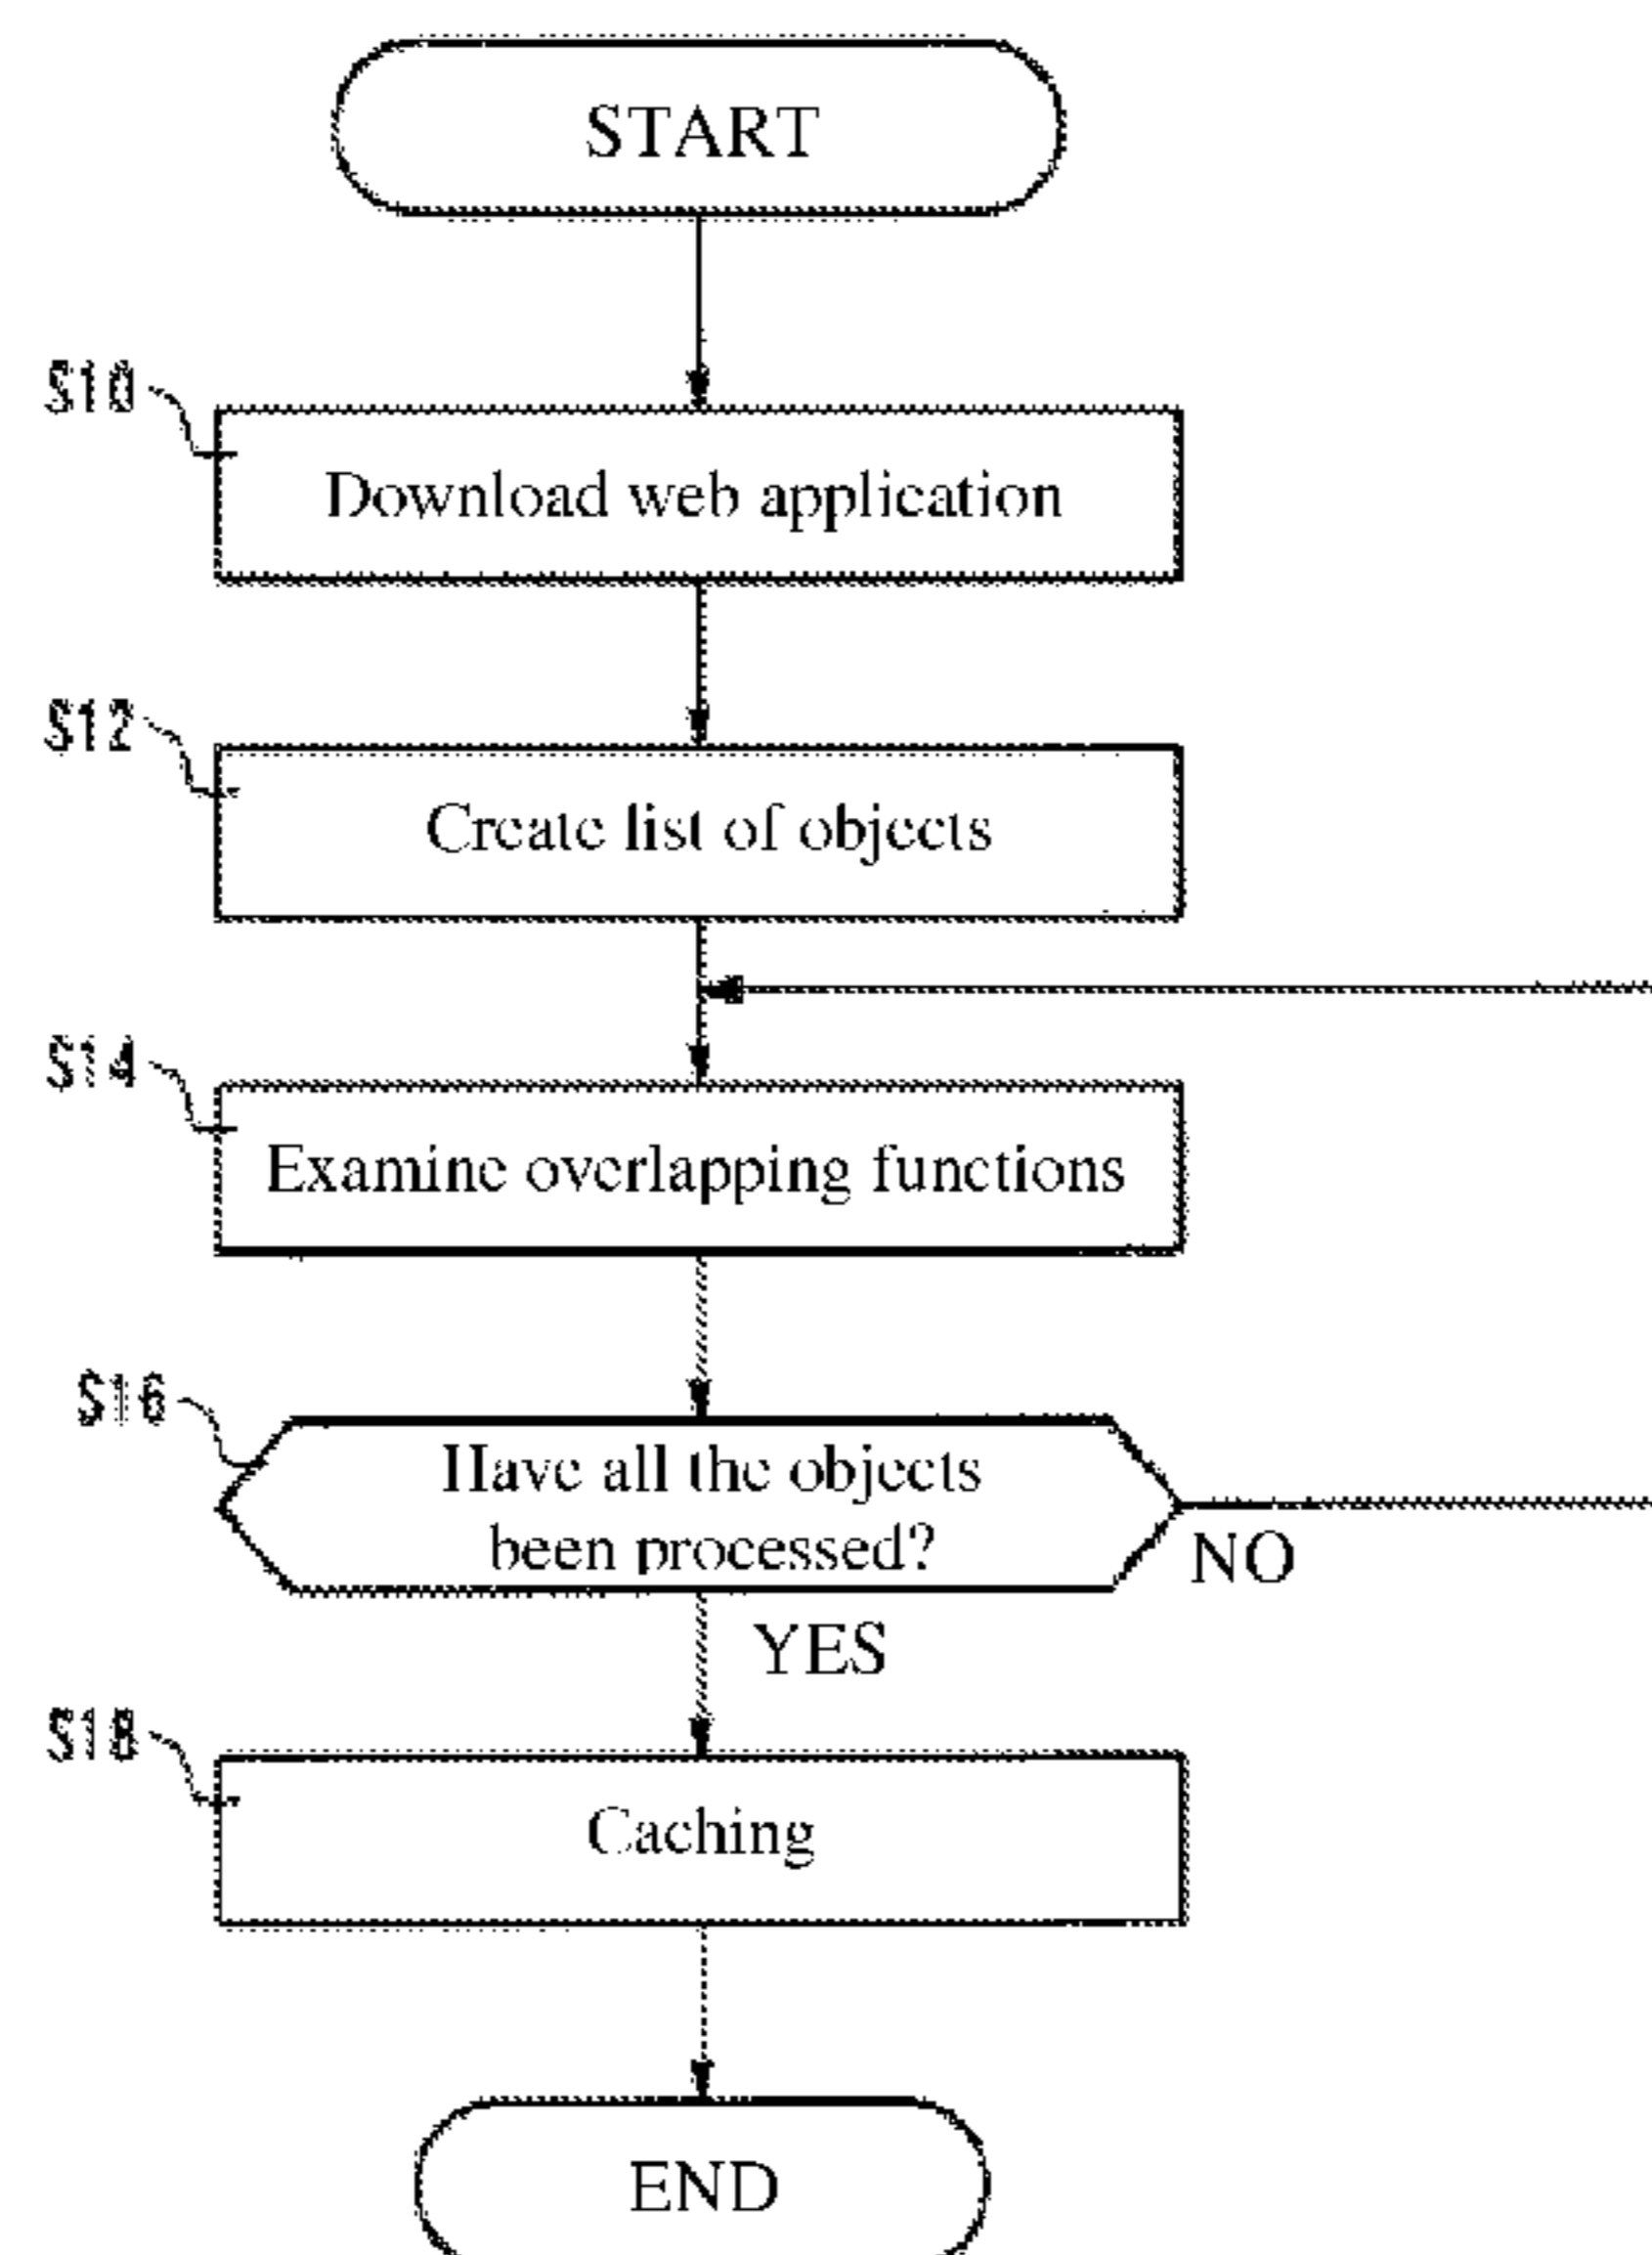 START
S10
Download web application
S12
Create list of objects
S14
Examine overlapping functions
S16
Have all the objects
been processed?
NO
YES
S18
Caching
END